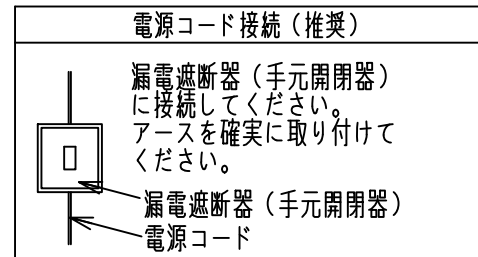 電源コード接続(推奨)
漏電遮断器(手元開閉器)
に接続してください。
アースを確実に取り付けて
ください。
漏電遮断器(手元開閉器)
電源コード